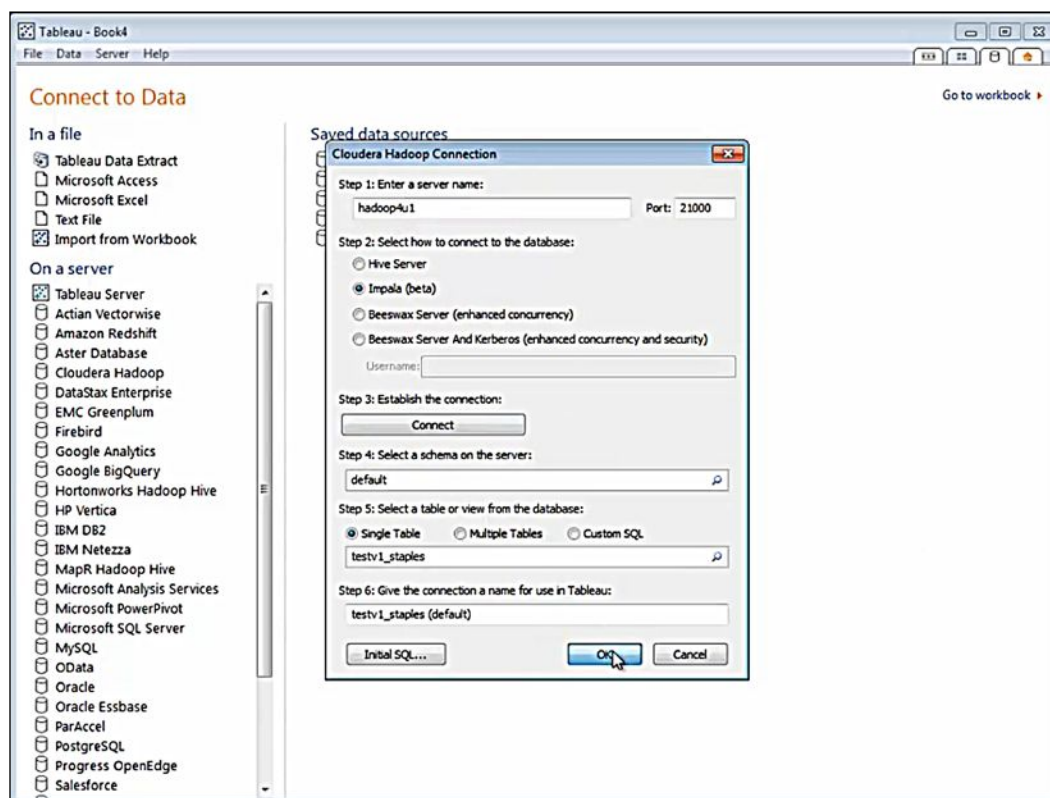 Tableau - Book4
File Data Server Help
Connect to Data
Go to workbook
In a file
Tableau Data Extract
Microsoft Access
Microsoft Excel
Text File
Import from Workbook
On a server
Tableau Server
Actian Vectorwise
Amazon Redshift
Aster Database
Cloudera Hadoop
DataStax Enterprise
EMC Greenplum
Firebird
Google Analytics
Google BigQuery
Hortonworks Hadoop Hive
HP Vertica
IBM DB2
IBM Netezza
MapR Hadoop Hive
Microsoft Analysis Services
Microsoft PowerPivot
Microsoft SQL Server
MySQL
OData
Oracle
Oracle Essbase
ParAccel
PostgreSQL
Progress OpenEdge
Salesforce
Saved data sources
Cloudera Hadoop Connection
Step 1: Enter a server name:
hadoop4u1 Port: 21000
Step 2: Select how to connect to the database:
Hive Server
Impala (beta)
Beeswax Server (enhanced concurrency)
Beeswax Server And Kerberos (enhanced concurrency and security)
Username:
Step 3: Establish the connection:
Connect
Step 4: Select a schema on the server:
default
Step 5: Select a table or view from the database:
Single Table Multiple Tables Custom SQL
testv1_staples
Step 6: Give the connection a name for use in Tableau:
testv1_staples (default)
Initial SQL... OK Cancel